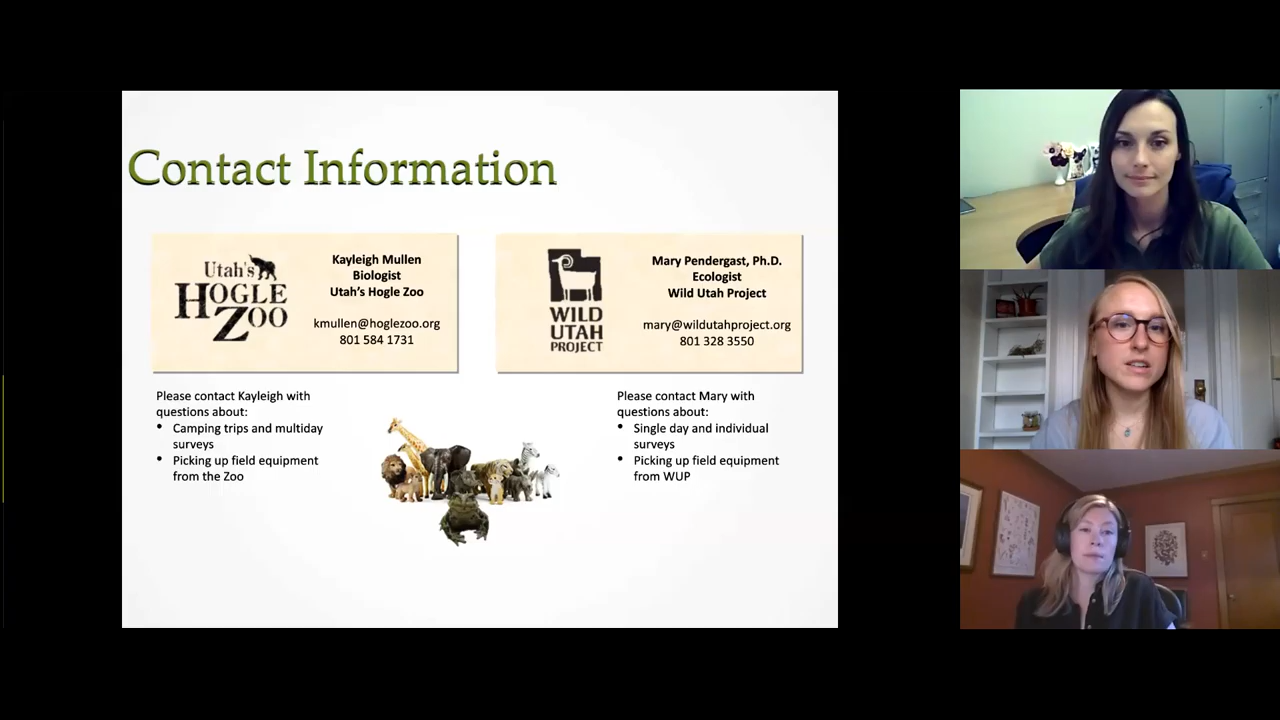 Contact Information
Utah's
HOGLE
ZOO
Kayleigh Mullen
Biologist
Utah's Hogle Zoo
kmullen@hoglezoo.org
801 584 1731
WILD
UTAH
PROJECT
Mary Pendergast, Ph.D.
Ecologist
Wild Utah Project
mary@wildutahproject.org
801 328 3550
Please contact Kayleigh with
questions about:
• Camping trips and multiday
surveys
• Picking up field equipment
from the Zoo
Please contact Mary with
questions about:
• Single day and individual
surveys
• Picking up field equipment
from WUP